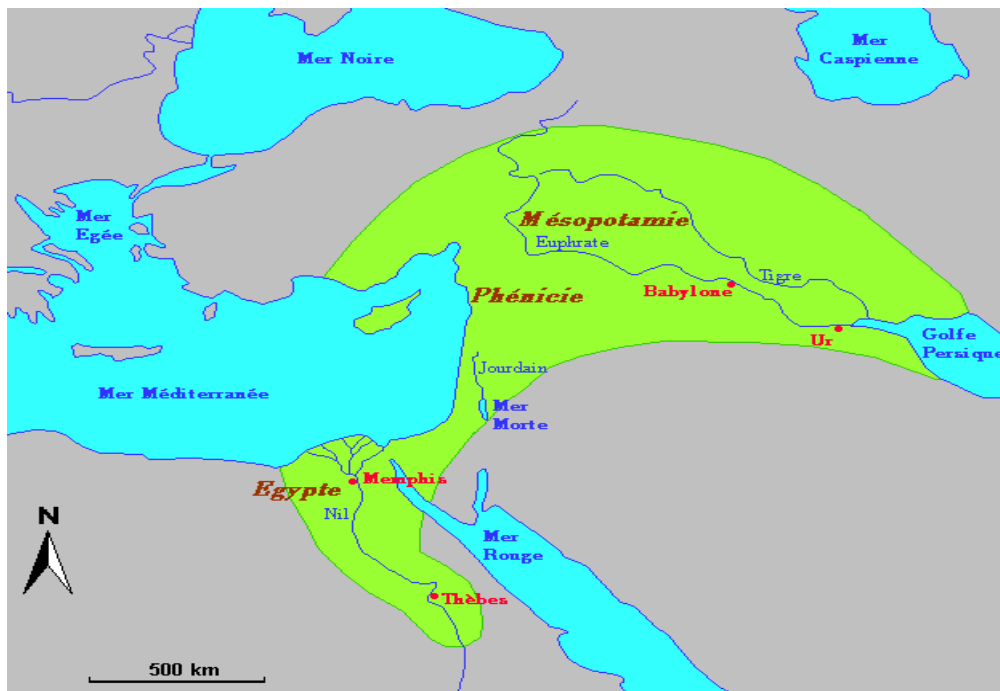 Mer Noire
Mer
Caspienne
Mer
Egée
Mésopotamie
Euphrate
Tigre
Babylone
Phénicie
Ur
Golfe
Persique
Jourdain
Mer Méditerranée
Mer
Morte
Memphis
Egypte
Nil
N
Mer
Rouge
Thèbes
500 km